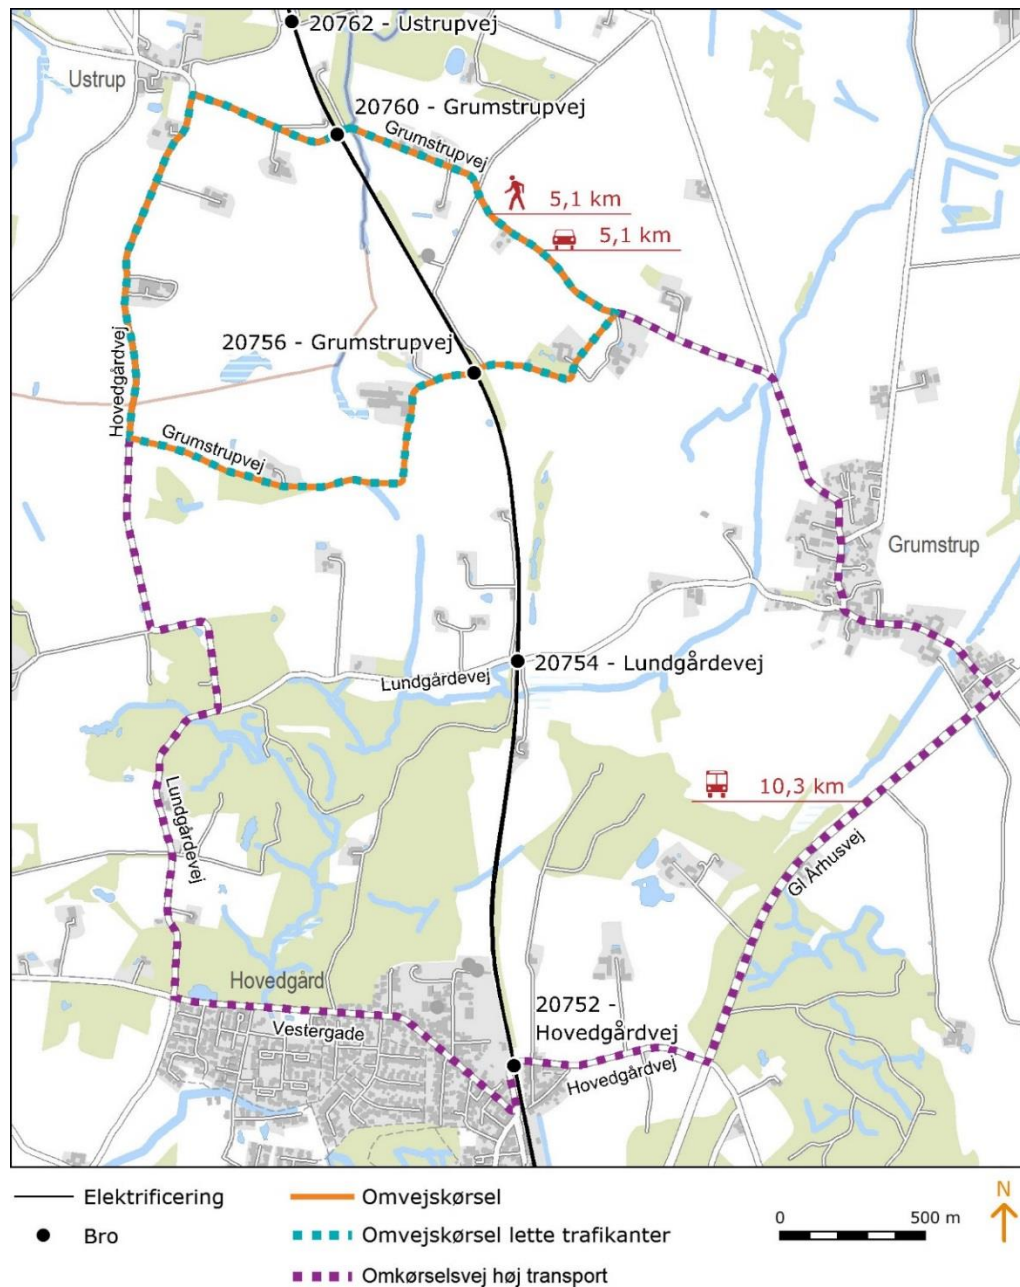 20762 - Ustrupvej
Ustrup
20760 - Grumstrupvej
Grumstrupvej
5,1 km
5,1 km
20756 - Grumstrupvej
Hovedgårdvej
Grumstrupvej
Grumstrup
20754 - Lundgårdevej
Lundgårdevej
10,3 km
Lundgårdevej
Gl Århusvej
Hovedgård
20752 -
Hovedgårdvej
Vestergade
Hovedgårdvej
Elektrificering
Omvejskørsel
N
Bro
Omvejskørsel lette trafikanter
0 500 m
Omkørselsvej høj transport